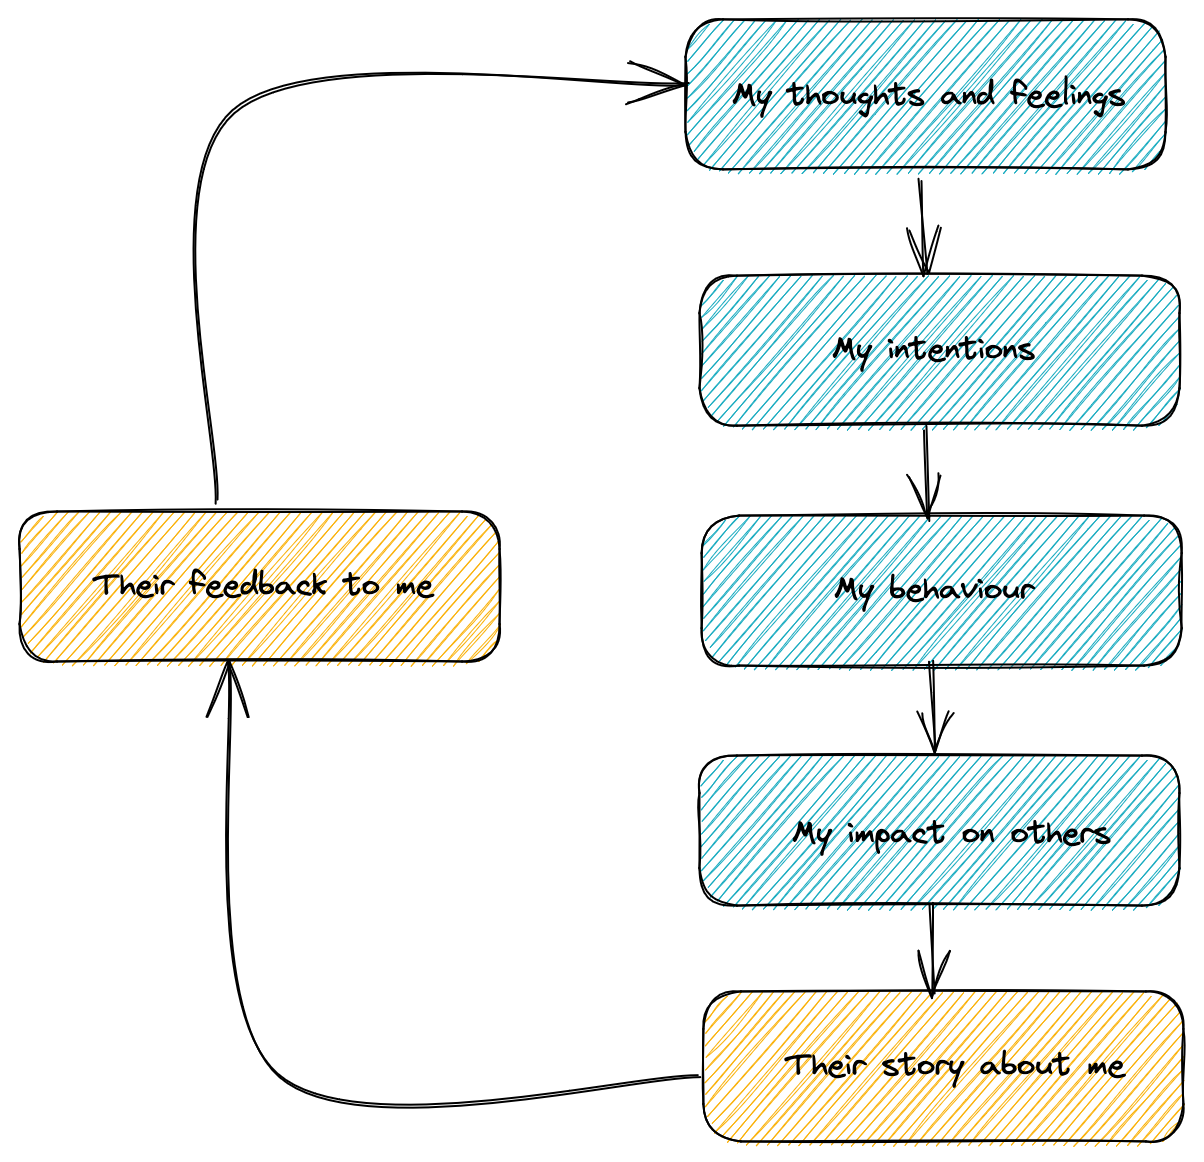 My thoughts and feelings
My intentions
My behaviour
My impact on others
Their story about me
Their feedback to me